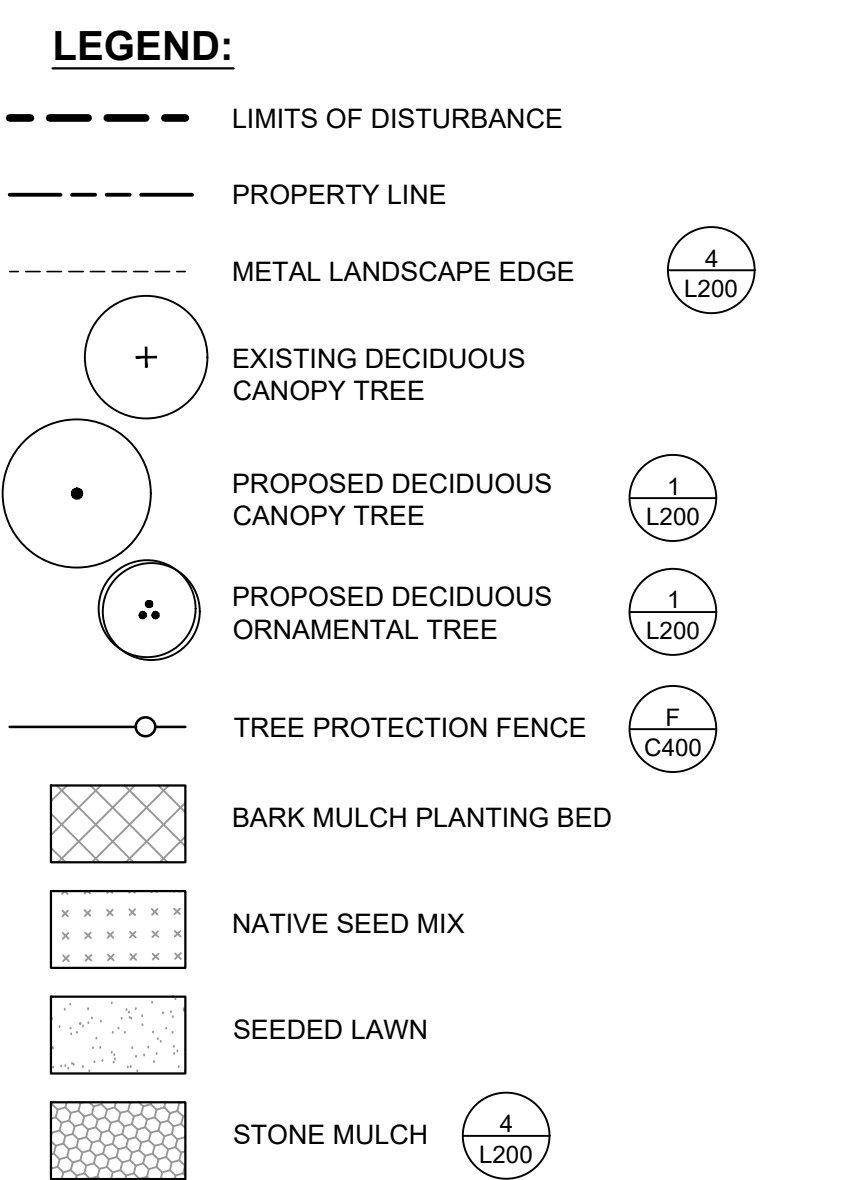 LEGEND:
LIMITS OF DISTURBANCE
PROPERTY LINE
METAL LANDSCAPE EDGE
4
L200
EXISTING DECIDUOUS
CANOPY TREE
PROPOSED DECIDUOUS
CANOPY TREE
1
L200
PROPOSED DECIDUOUS
ORNAMENTAL TREE
1
L200
TREE PROTECTION FENCE
F
C400
BARK MULCH PLANTING BED
NATIVE SEED MIX
SEEDED LAWN
STONE MULCH
4
L200